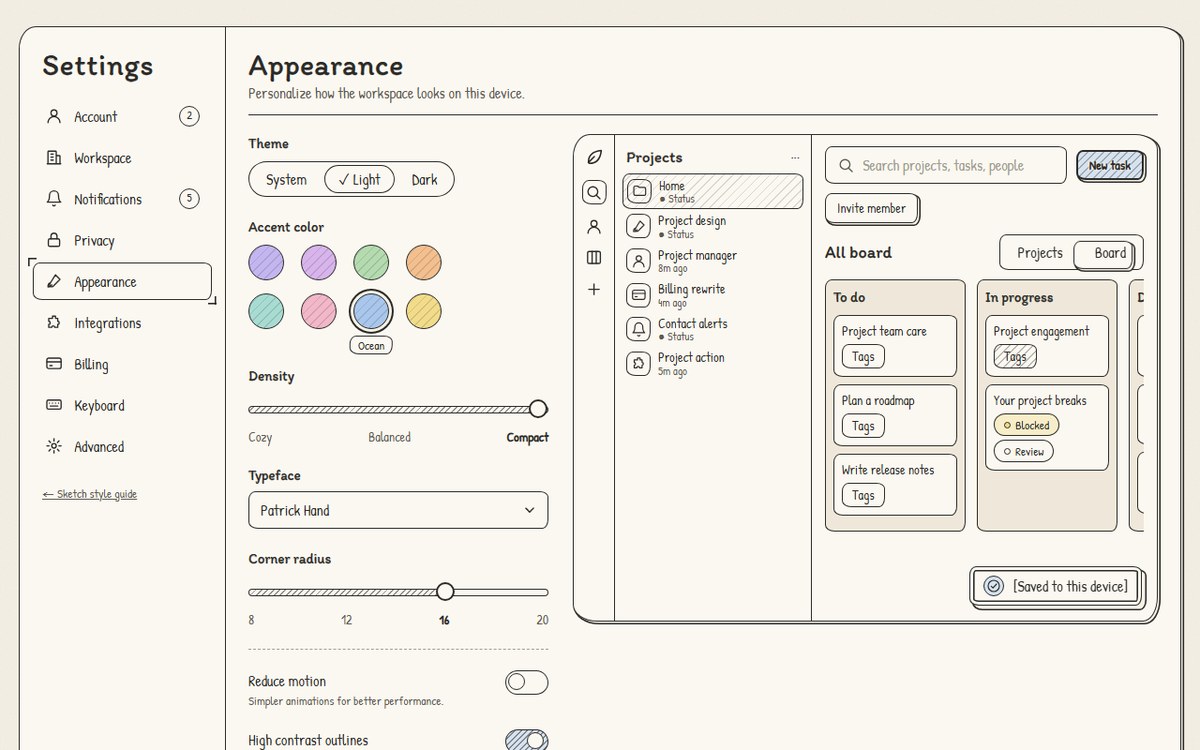 Settings
Account 2
Workspace
Notifications 5
Privacy
Appearance
Integrations
Billing
Keyboard
Advanced
← Sketch style guide
Appearance
Personalize how the workspace looks on this device.
Theme
System ✓ Light Dark
Accent color
Ocean
Density
Cozy Balanced Compact
Typeface
Patrick Hand
Corner radius
8 12 16 20
Reduce motion
Simpler animations for better performance.
High contrast outlines
Projects ...
Home
Status
Project design
Status
Project manager
8m ago
Billing rewrite
4m ago
Contact alerts
Status
Project action
5m ago
Search projects, tasks, people
New task
Invite member
All board
Projects Board
To do
Project team care
Tags
Plan a roadmap
Tags
Write release notes
Tags
In progress
Project engagement
Tags
Your project breaks
Blocked
Review
[Saved to this device]